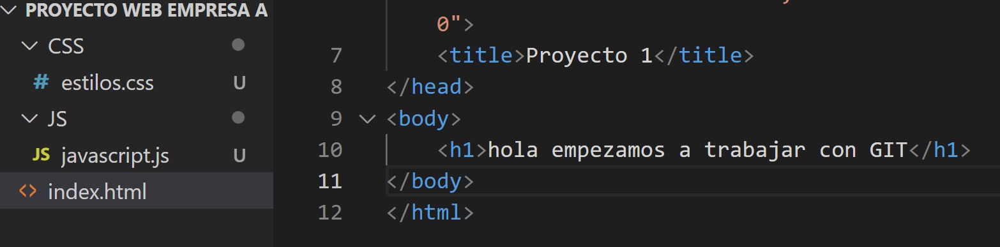 PROYECTO WEB EMPRESA A
CSS
# estilos.css U
JS
JS javascript.js U
<> index.html
0">
7 <title>Proyecto 1</title>
8 </head>
9 <body>
10 <h1>hola empezamos a trabajar con GIT</h1>
11 </body>
12 </html>